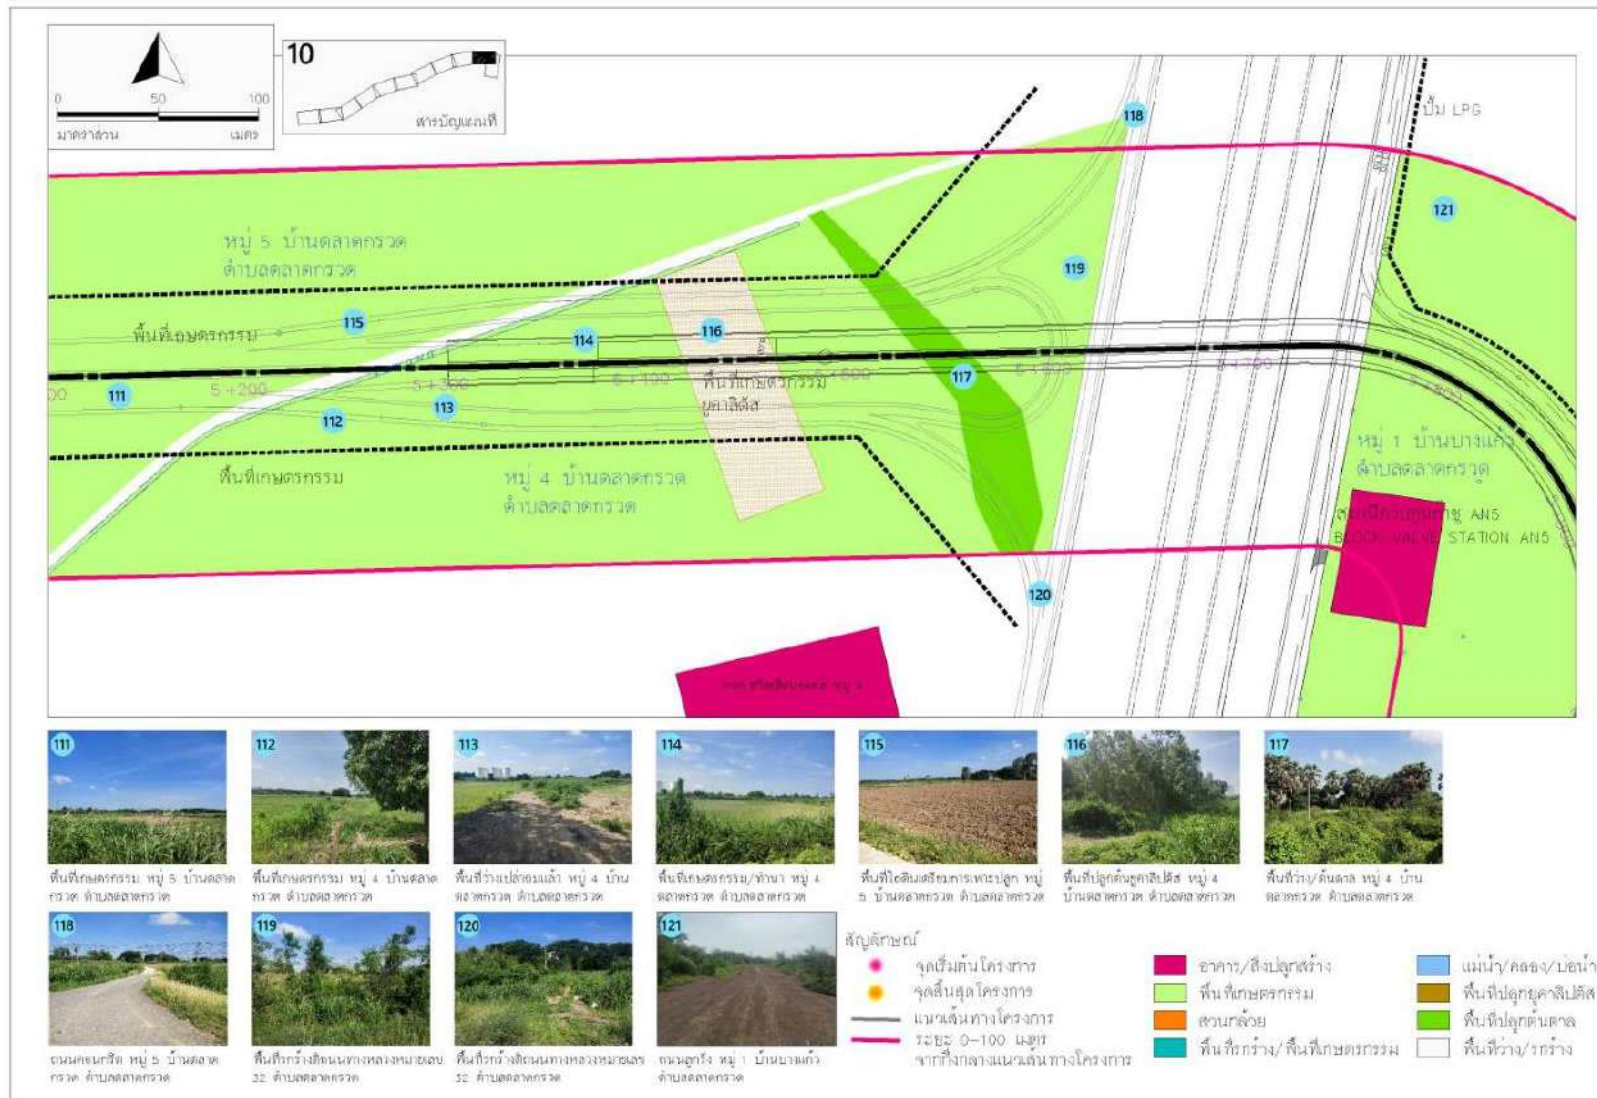 10
0 50 100
มาตราส่วน เมตร
สารบัญแผนที่
118
ปั๊ม LPG
121
หมู่ 5 บ้านตลาดกรวด
ตำบลตลาดกรวด
119
115
พื้นที่เกษตรกรรม
114
116
111
5+200
5+300
พื้นที่เกษตรกรรม
ยูคาลิตัส
117
112
113
พื้นที่เกษตรกรรม
หมู่ 4 บ้านตลาดกรวด
ตำบลตลาดกรวด
หมู่ 1 บ้านบางแก้ว
ตำบลตลาดกรวด
สถานีควบคุมก๊าซ AN5
BLOCK VALVE STATION AN5
120
111
112
113
114
115
116
117
พื้นที่เกษตรกรรม หมู่ 5 บ้านตลาด
กรวด ตำบลตลาดกรวด
พื้นที่เกษตรกรรม หมู่ 4 บ้านตลาด
กรวด ตำบลตลาดกรวด
พื้นที่ว่างเปล่าถมแล้ว หมู่ 4 บ้าน
ตลาดกรวด ตำบลตลาดกรวด
พื้นที่เกษตรกรรม/ทำนา หมู่ 4
ตลาดกรวด ตำบลตลาดกรวด
พื้นที่ไถดินเตรียมการเพาะปลูก หมู่
5 บ้านตลาดกรวด ตำบลตลาดกรวด
พื้นที่ปลูกต้นยูคาลิปตัส หมู่ 4
บ้านตลาดกรวด ตำบลตลาดกรวด
พื้นที่ว่าง/ต้นตาล หมู่ 4 บ้าน
ตลาดกรวด ตำบลตลาดกรวด
118
119
120
121
ถนนคอนกรีต หมู่ 5 บ้านตลาด
กรวด ตำบลตลาดกรวด
พื้นที่รกร้างติดถนนทางหลวงหมายเลข
32 ตำบลตลาดกรวด
พื้นที่รกร้างติดถนนทางหลวงหมายเลข
32 ตำบลตลาดกรวด
ถนนลูกรัง หมู่ 1 บ้านบางแก้ว
ตำบลตลาดกรวด
สัญลักษณ์
จุดเริ่มต้นโครงการ
จุดสิ้นสุดโครงการ
แนวเส้นทางโครงการ
ระยะ 0-100 เมตร
จากกึ่งกลางแนวเส้นทางโครงการ
อาคาร/สิ่งปลูกสร้าง
พื้นที่เกษตรกรรม
สวนกล้วย
พื้นที่รกร้าง/พื้นที่เกษตรกรรม
แม่น้ำ/คลอง/บ่อน้ำ
พื้นที่ปลูกยูคาลิปตัส
พื้นที่ปลูกต้นตาล
พื้นที่ว่าง/รกร้าง